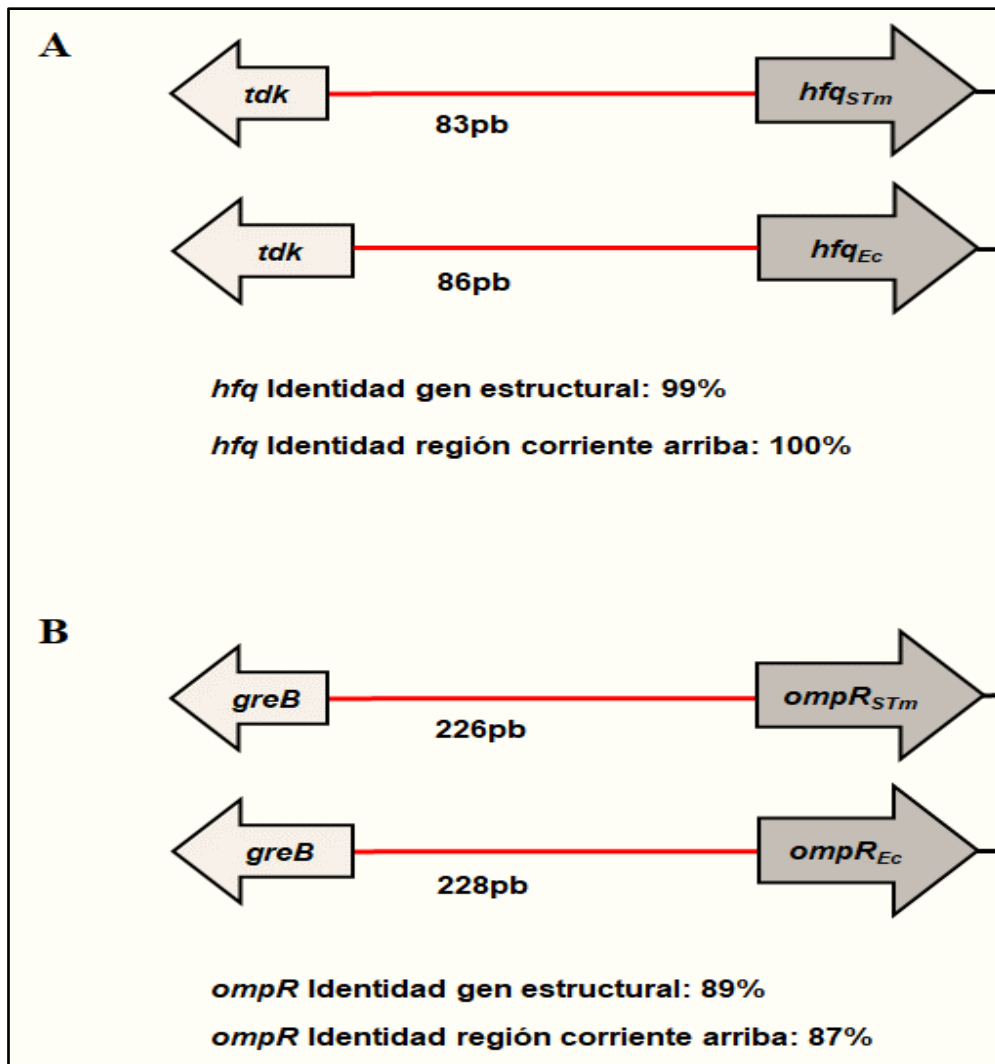 A
tdk
hfqSTm
83pb
tdk
hfqEc
86pb
hfq Identidad gen estructural: 99%
hfq Identidad región corriente arriba: 100%
B
greB
ompRSTm
226pb
greB
ompREc
228pb
ompR Identidad gen estructural: 89%
ompR Identidad región corriente arriba: 87%